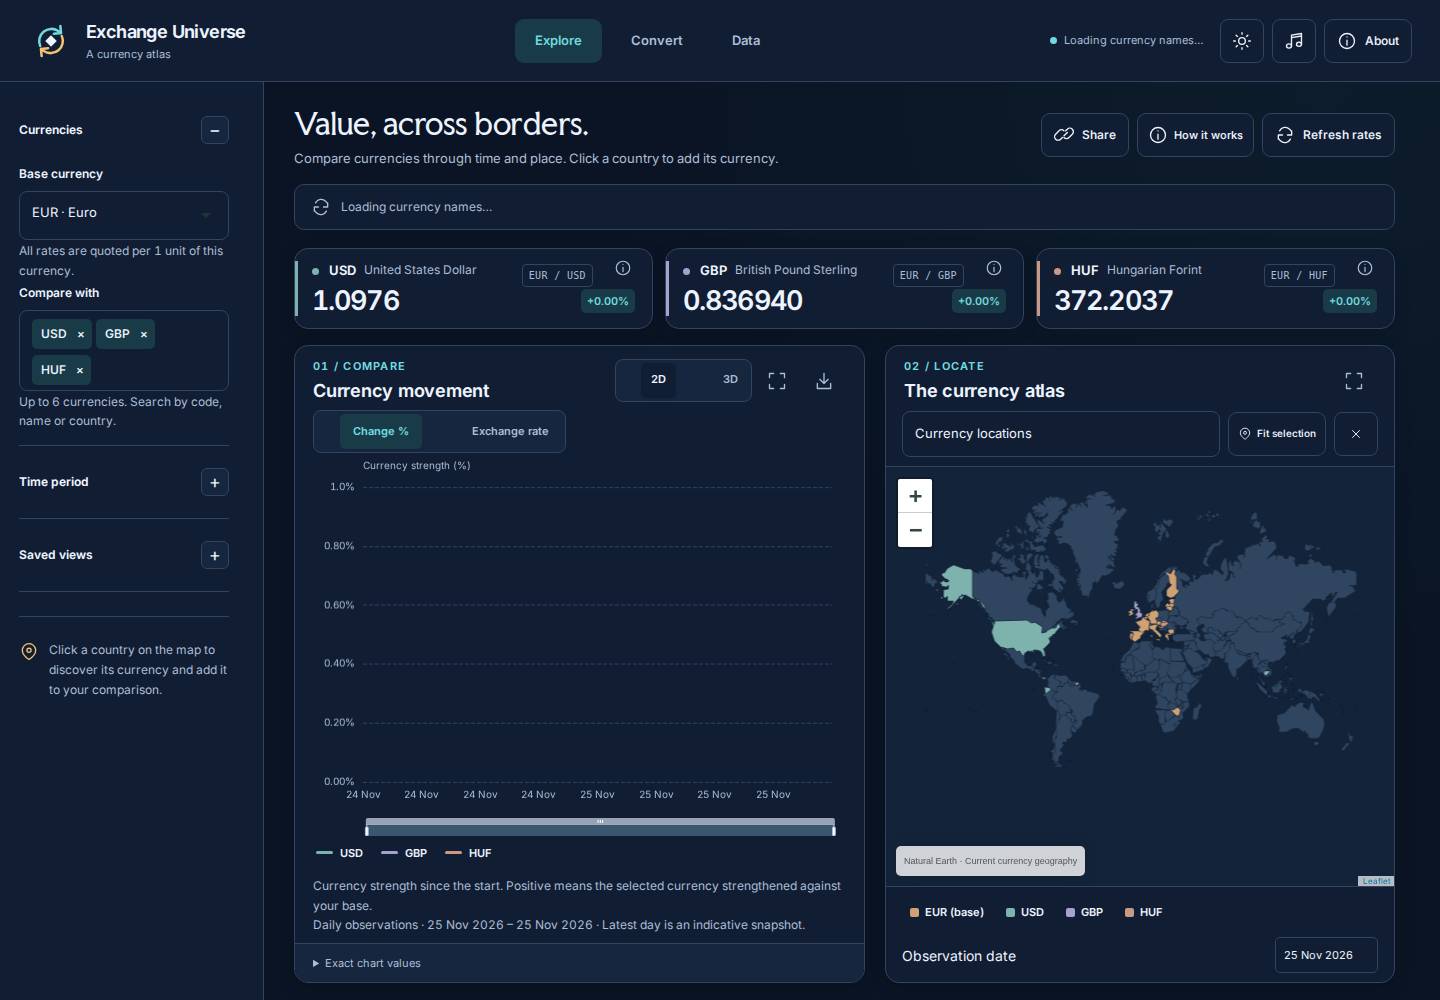 Exchange Universe
A currency atlas
Explore
Convert
Data
Loading currency names...
About
Currencies
Base currency
EUR · Euro
All rates are quoted per 1 unit of this
currency.
Compare with
USD ×
GBP ×
HUF ×
Up to 6 currencies. Search by code,
name or country.
Time period
Saved views
Click a country on the map to
discover its currency and add it
to your comparison.
Value, across borders.
Compare currencies through time and place. Click a country to add its currency.
Share
How it works
Refresh rates
Loading currency names...
USD United States Dollar
EUR / USD
1.0976
+0.00%
GBP British Pound Sterling
EUR / GBP
0.836940
+0.00%
HUF Hungarian Forint
EUR / HUF
372.2037
+0.00%
01 / COMPARE
Currency movement
2D
3D
Change %
Exchange rate
Currency strength (%)
1.0%
0.80%
0.60%
0.40%
0.20%
0.00%
24 Nov
24 Nov
24 Nov
24 Nov
25 Nov
25 Nov
25 Nov
25 Nov
USD
GBP
HUF
Currency strength since the start. Positive means the selected currency strengthened against
your base.
Daily observations · 25 Nov 2026 – 25 Nov 2026 · Latest day is an indicative snapshot.
Exact chart values
02 / LOCATE
The currency atlas
Currency locations
Fit selection
+
−
Natural Earth · Current currency geography
Leaflet
EUR (base)
USD
GBP
HUF
Observation date
25 Nov 2026